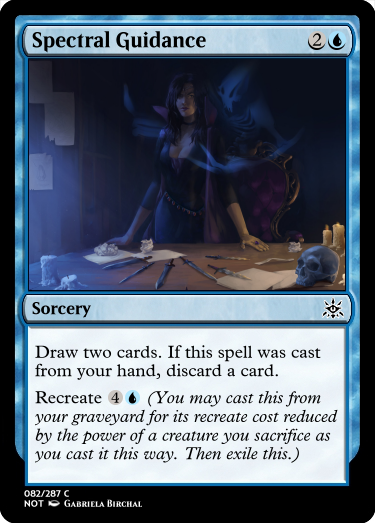 Spectral Guidance 2
Sorcery
Draw two cards. If this spell was cast
from your hand, discard a card.
Recreate 4 (You may cast this from
your graveyard for its recreate cost reduced
by the power of a creature you sacrifice as
you cast it this way. Then exile this.)
082/287 C
NOT Gabriela Birchal